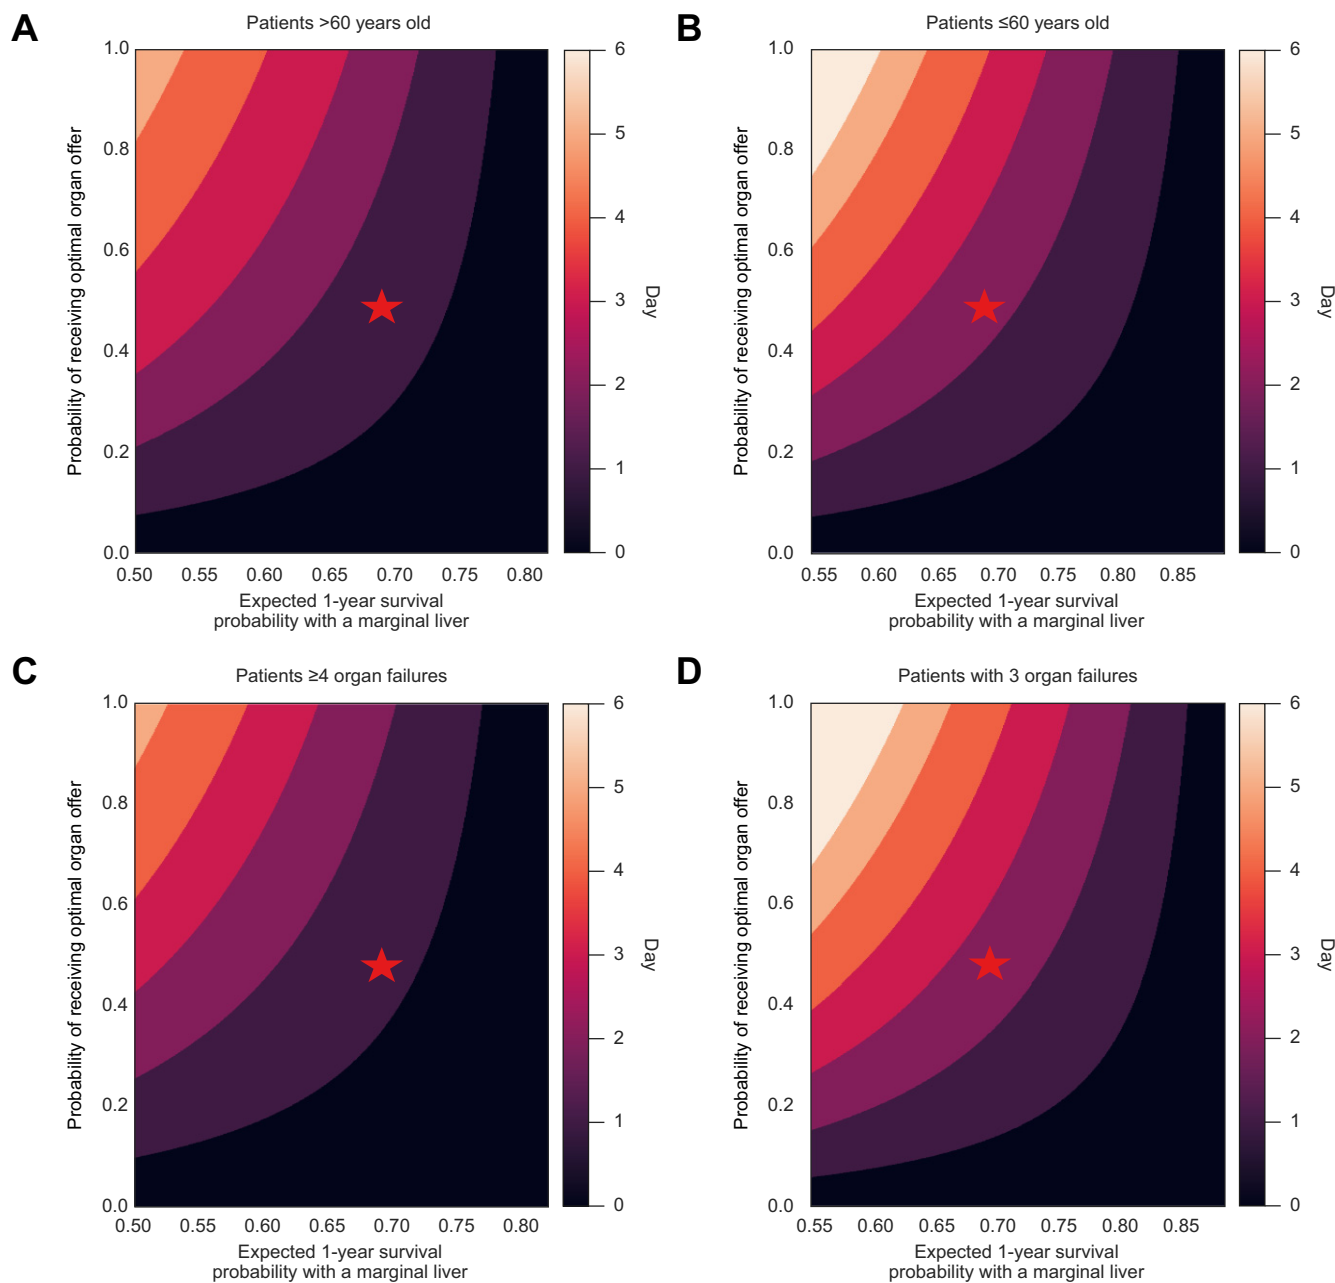 A
Patients >60 years old
1.0
0.8
0.6
0.4
0.2
0.0
Probability of receiving optimal organ offer
0.50 0.55 0.60 0.65 0.70 0.75 0.80
Expected 1-year survival
probability with a marginal liver
6
5
4
3
2
1
0
Day
B
Patients ≤60 years old
1.0
0.8
0.6
0.4
0.2
0.0
Probability of receiving optimal organ offer
0.55 0.60 0.65 0.70 0.75 0.80 0.85
Expected 1-year survival
probability with a marginal liver
6
5
4
3
2
1
0
Day
C
Patients ≥4 organ failures
1.0
0.8
0.6
0.4
0.2
0.0
Probability of receiving optimal organ offer
0.50 0.55 0.60 0.65 0.70 0.75 0.80
Expected 1-year survival
probability with a marginal liver
6
5
4
3
2
1
0
Day
D
Patients with 3 organ failures
1.0
0.8
0.6
0.4
0.2
0.0
Probability of receiving optimal organ offer
0.55 0.60 0.65 0.70 0.75 0.80 0.85
Expected 1-year survival
probability with a marginal liver
6
5
4
3
2
1
0
Day